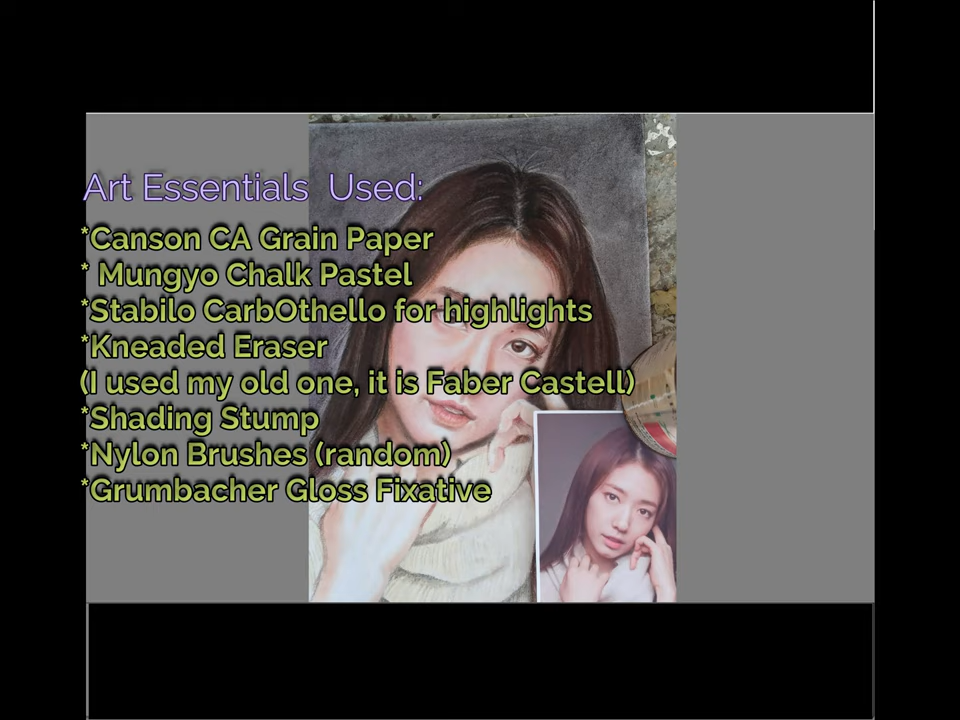 Art Essentials Used:
*Canson CA Grain Paper
* Mungyo Chalk Pastel
*Stabilo CarbOthello for highlights
*Kneaded Eraser
(I used my old one, it is Faber Castell)
*Shading Stump
*Nylon Brushes (random)
*Grumbacher Gloss Fixative